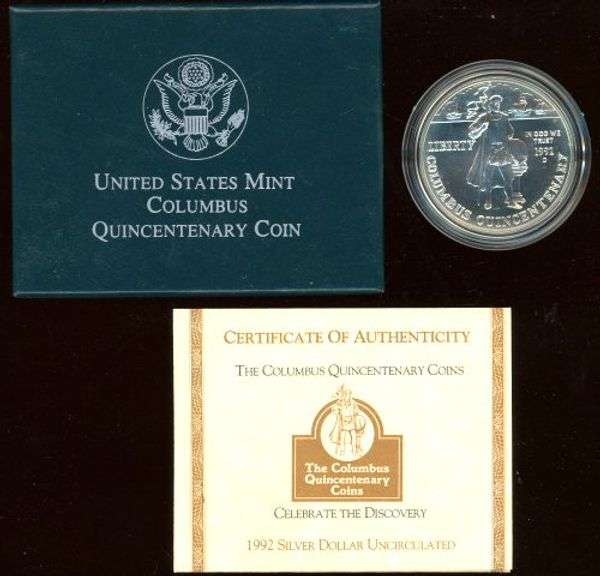 UNITED STATES MINT
COLUMBUS
QUINCENTENARY COIN
LIBERTY
IN GOD WE
TRUST
1992
D
COLUMBUS QUINCENTENARY
CERTIFICATE OF AUTHENTICITY
THE COLUMBUS QUINCENTENARY COINS
The Columbus
Quincentenary
Coins
CELEBRATE THE DISCOVERY
1992 SILVER DOLLAR UNCIRCULATED